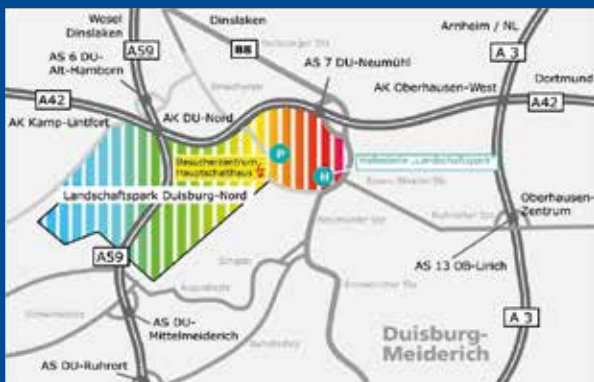 Wesel
Dinslaken
Dinslaken
Arnheim / NL
A59
B8
A 3
AS 6 DU-
Alt-Hamborn
AS 7 DU-Neumühl
AK Oberhausen-West
Dortmund
A42
A42
AK Kamp-Lintfort
AK DU-Nord
P
Besucherzentrum
Hauptschalthaus
Haltestelle „Landschaftspark“
H
Landschaftspark Duisburg-Nord
Oberhausen-
Zentrum
A59
AS 13 OB-Lirich
AS DU-
Mittelmeiderich
A 3
Duisburg-
Meiderich
AS DU-Ruhrort